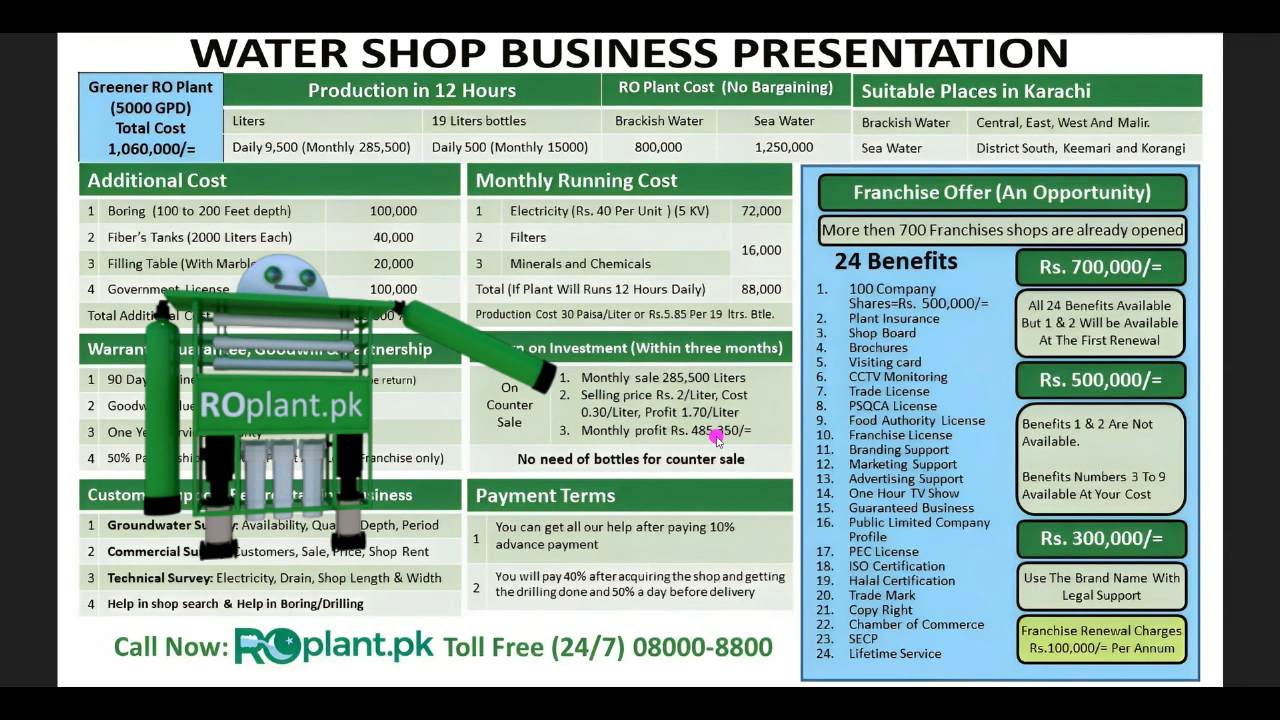 WATER SHOP BUSINESS PRESENTATION
Greener RO Plant
(5000 GPD)
Total Cost
1,060,000/=
Production in 12 Hours
Liters
19 Liters bottles
Daily 9,500 (Monthly 285,500)
Daily 500 (Monthly 15000)
RO Plant Cost (No Bargaining)
Brackish Water
Sea Water
800,000
1,250,000
Suitable Places in Karachi
Brackish Water
Central, East, West And Malir.
Sea Water
District South, Keemari and Korangi
Additional Cost
1 Boring (100 to 200 Feet depth) 100,000
2 Fiber's Tanks (2000 Liters Each) 40,000
3 Filling Table (With 20,000
4 Government License 100,000
Total
Monthly Running Cost
1 Electricity (Rs. 40 Per Unit ) (5 KV) 72,000
2 Filters
16,000
3 Minerals and Chemicals
Total (If Plant Will Runs 12 Hours Daily) 88,000
Production Cost 30 Paisa/Liter or Rs.5.85 Per 19 ltrs. Btle.
Goodwill
1 90 return)
2
3 One
4 50% Franchise only)
on Investment (Within three months)
On
Counter
Sale
1. Monthly sale 285,500 Liters
2. Selling price Rs. 2/Liter, Cost
0.30/Liter, Profit 1.70/Liter
3. Monthly profit Rs. 485,350/=
No need of bottles for counter sale
ROplant.pk
1 Groundwater Availability, Depth, Period
2 Commercial Customers, Sale, Price, Shop Rent
3 Technical Survey: Electricity, Drain, Shop Length & Width
4 Help in shop search & Help in Boring/Drilling
Payment Terms
1 You can get all our help after paying 10%
advance payment
2 You will pay 40% after acquiring the shop and getting
the drilling done and 50% a day before delivery
Franchise Offer (An Opportunity)
More then 700 Franchises shops are already opened
24 Benefits
1. 100 Company
Shares=Rs. 500,000/=
2. Plant Insurance
3. Shop Board
4. Brochures
5. Visiting card
6. CCTV Monitoring
7. Trade License
8. PSQCA License
9. Food Authority License
10. Franchise License
11. Branding Support
12. Marketing Support
13. Advertising Support
14. One Hour TV Show
15. Guaranteed Business
16. Public Limited Company
Profile
17. PEC License
18. ISO Certification
19. Halal Certification
20. Trade Mark
21. Copy Right
22. Chamber of Commerce
23. SECP
24. Lifetime Service
Rs. 700,000/=
All 24 Benefits Available
But 1 & 2 Will be Available
At The First Renewal
Rs. 500,000/=
Benefits 1 & 2 Are Not
Available.
Benefits Numbers 3 To 9
Available At Your Cost
Rs. 300,000/=
Use The Brand Name With
Legal Support
Franchise Renewal Charges
Rs.100,000/= Per Annum
Call Now: ROplant.pk Toll Free (24/7) 08000-8800